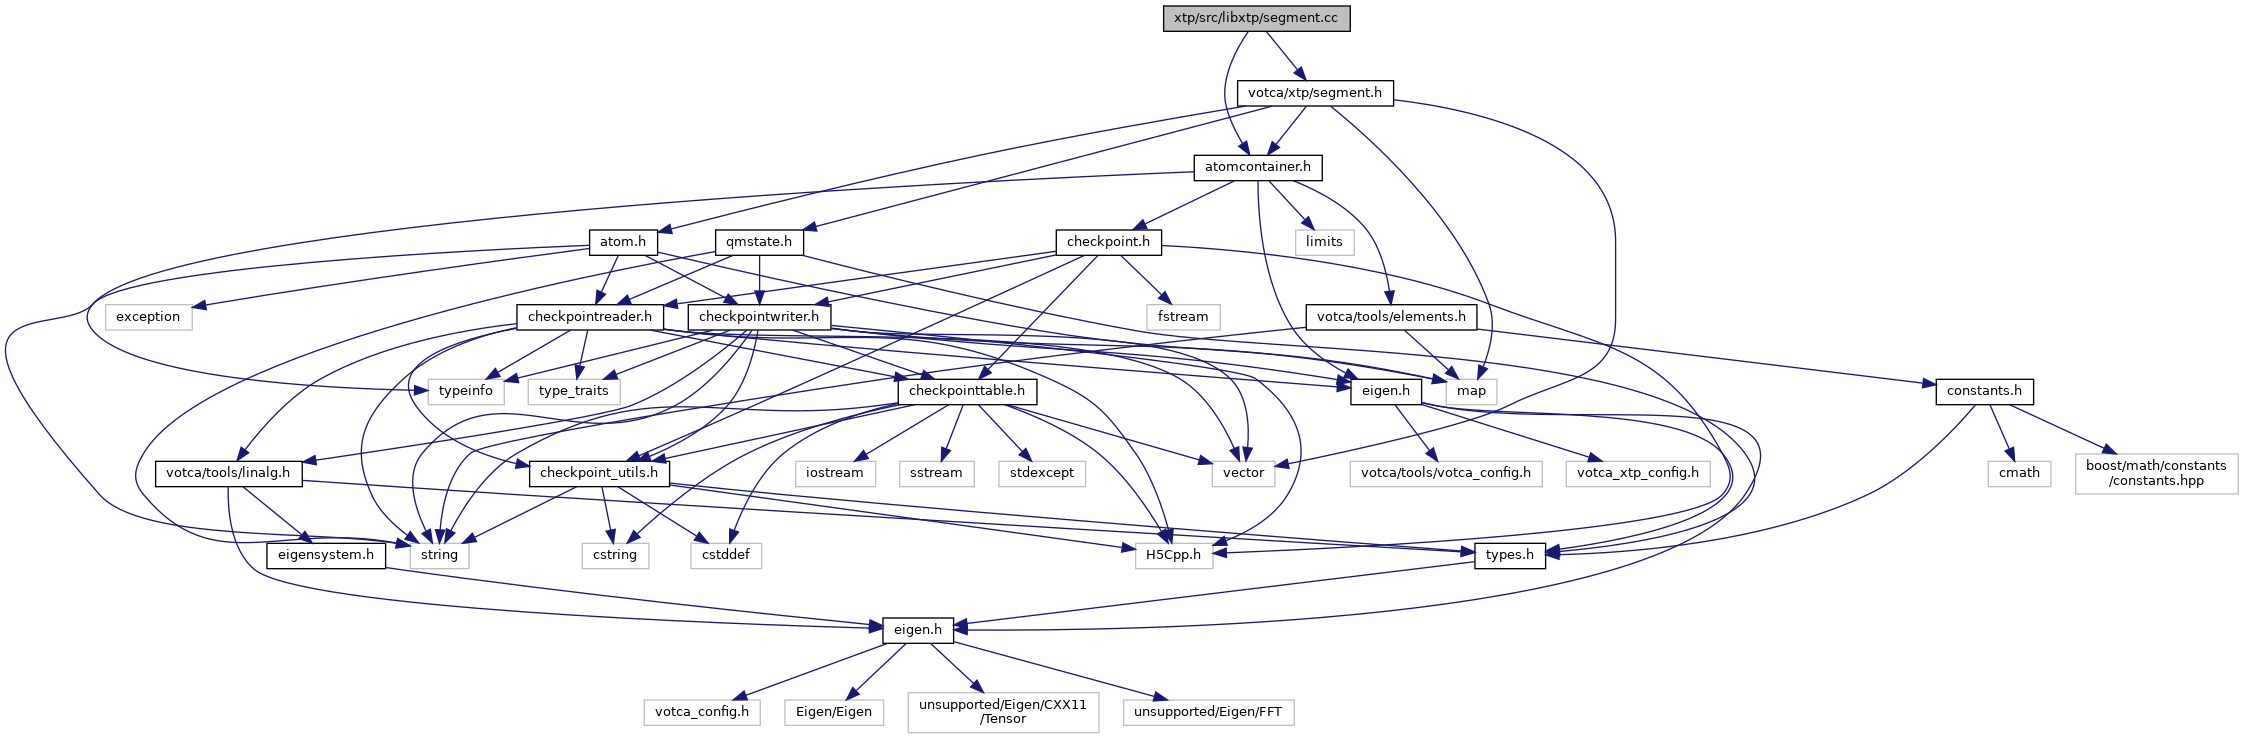 xtp/src/libxtp/segment.cc
votca/xtp/segment.h
atomcontainer.h
atom.h
qmstate.h
checkpoint.h
limits
exception
checkpointreader.h
checkpointwriter.h
fstream
votca/tools/elements.h
typeinfo
type_traits
checkpointtable.h
eigen.h
map
constants.h
votca/tools/linalg.h
checkpoint_utils.h
iostream
sstream
stdexcept
vector
votca/tools/votca_config.h
votca_xtp_config.h
cmath
boost/math/constants
/constants.hpp
eigensystem.h
string
cstring
cstddef
H5Cpp.h
types.h
eigen.h
votca_config.h
Eigen/Eigen
unsupported/Eigen/CXX11
/Tensor
unsupported/Eigen/FFT